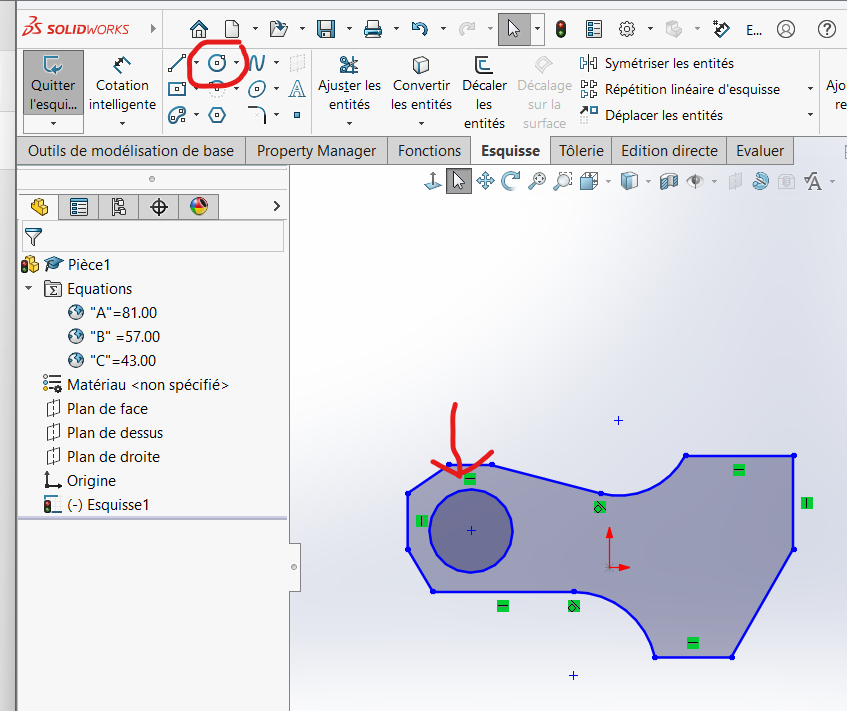 SOLIDWORKS
E...
Quitter l'esqui...
Cotation intelligente
Ajuster les entités
Convertir les entités
Décaler les entités
Décalage sur la surface
Symétriser les entités
Répétition linéaire d'esquisse
Déplacer les entités
Ajo
re
Outils de modélisation de base
Property Manager
Fonctions
Esquisse
Tôlerie
Edition directe
Evaluer
Pièce1
Equations
"A"=81.00
"B" =57.00
"C"=43.00
Matériau <non spécifié>
Plan de face
Plan de dessus
Plan de droite
Origine
(-) Esquisse1